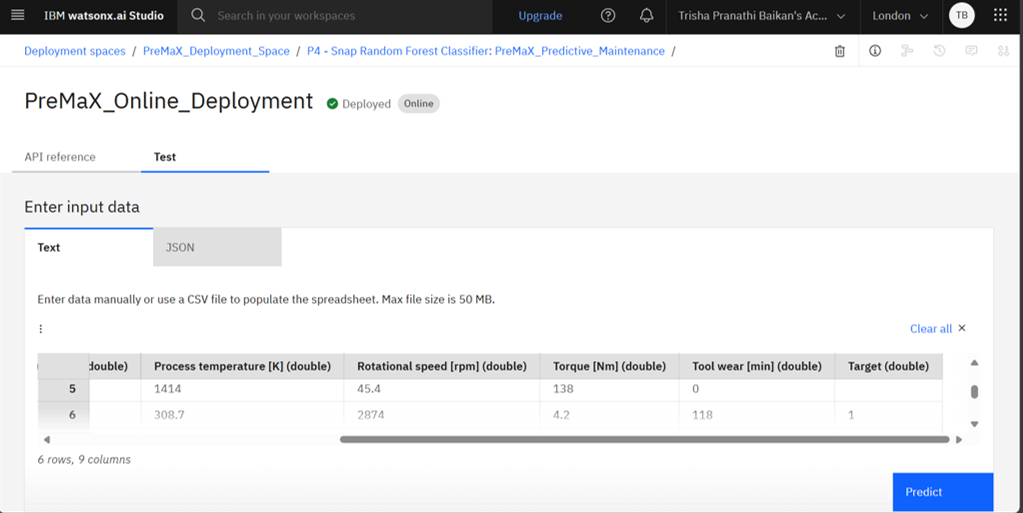 IBM watsonx.ai Studio Search in your workspaces Upgrade Trisha Pranathi Baikan's Ac... London TB
Deployment spaces / PreMaX_Deployment_Space / P4 - Snap Random Forest Classifier: PreMaX_Predictive_Maintenance /
PreMaX_Online_Deployment Deployed Online
API reference Test
Enter input data
Text JSON
Enter data manually or use a CSV file to populate the spreadsheet. Max file size is 50 MB.
Clear all ×
double) Process temperature [K] (double) Rotational speed [rpm] (double) Torque [Nm] (double) Tool wear [min] (double) Target (double)
5 1414 45.4 138 0
6 308.7 2874 4.2 118 1
6 rows, 9 columns
Predict